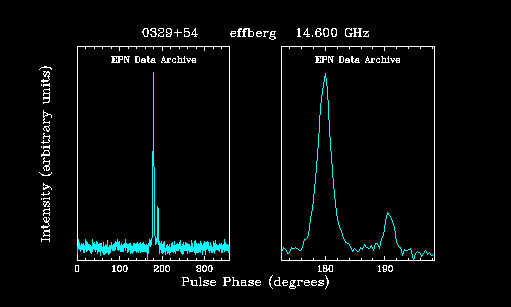 0329+54 effberg 14.600 GHz
EPN Data Archive EPN Data Archive
Intensity (arbitrary units)
0 100 200 300 180 190
Pulse Phase (degrees)